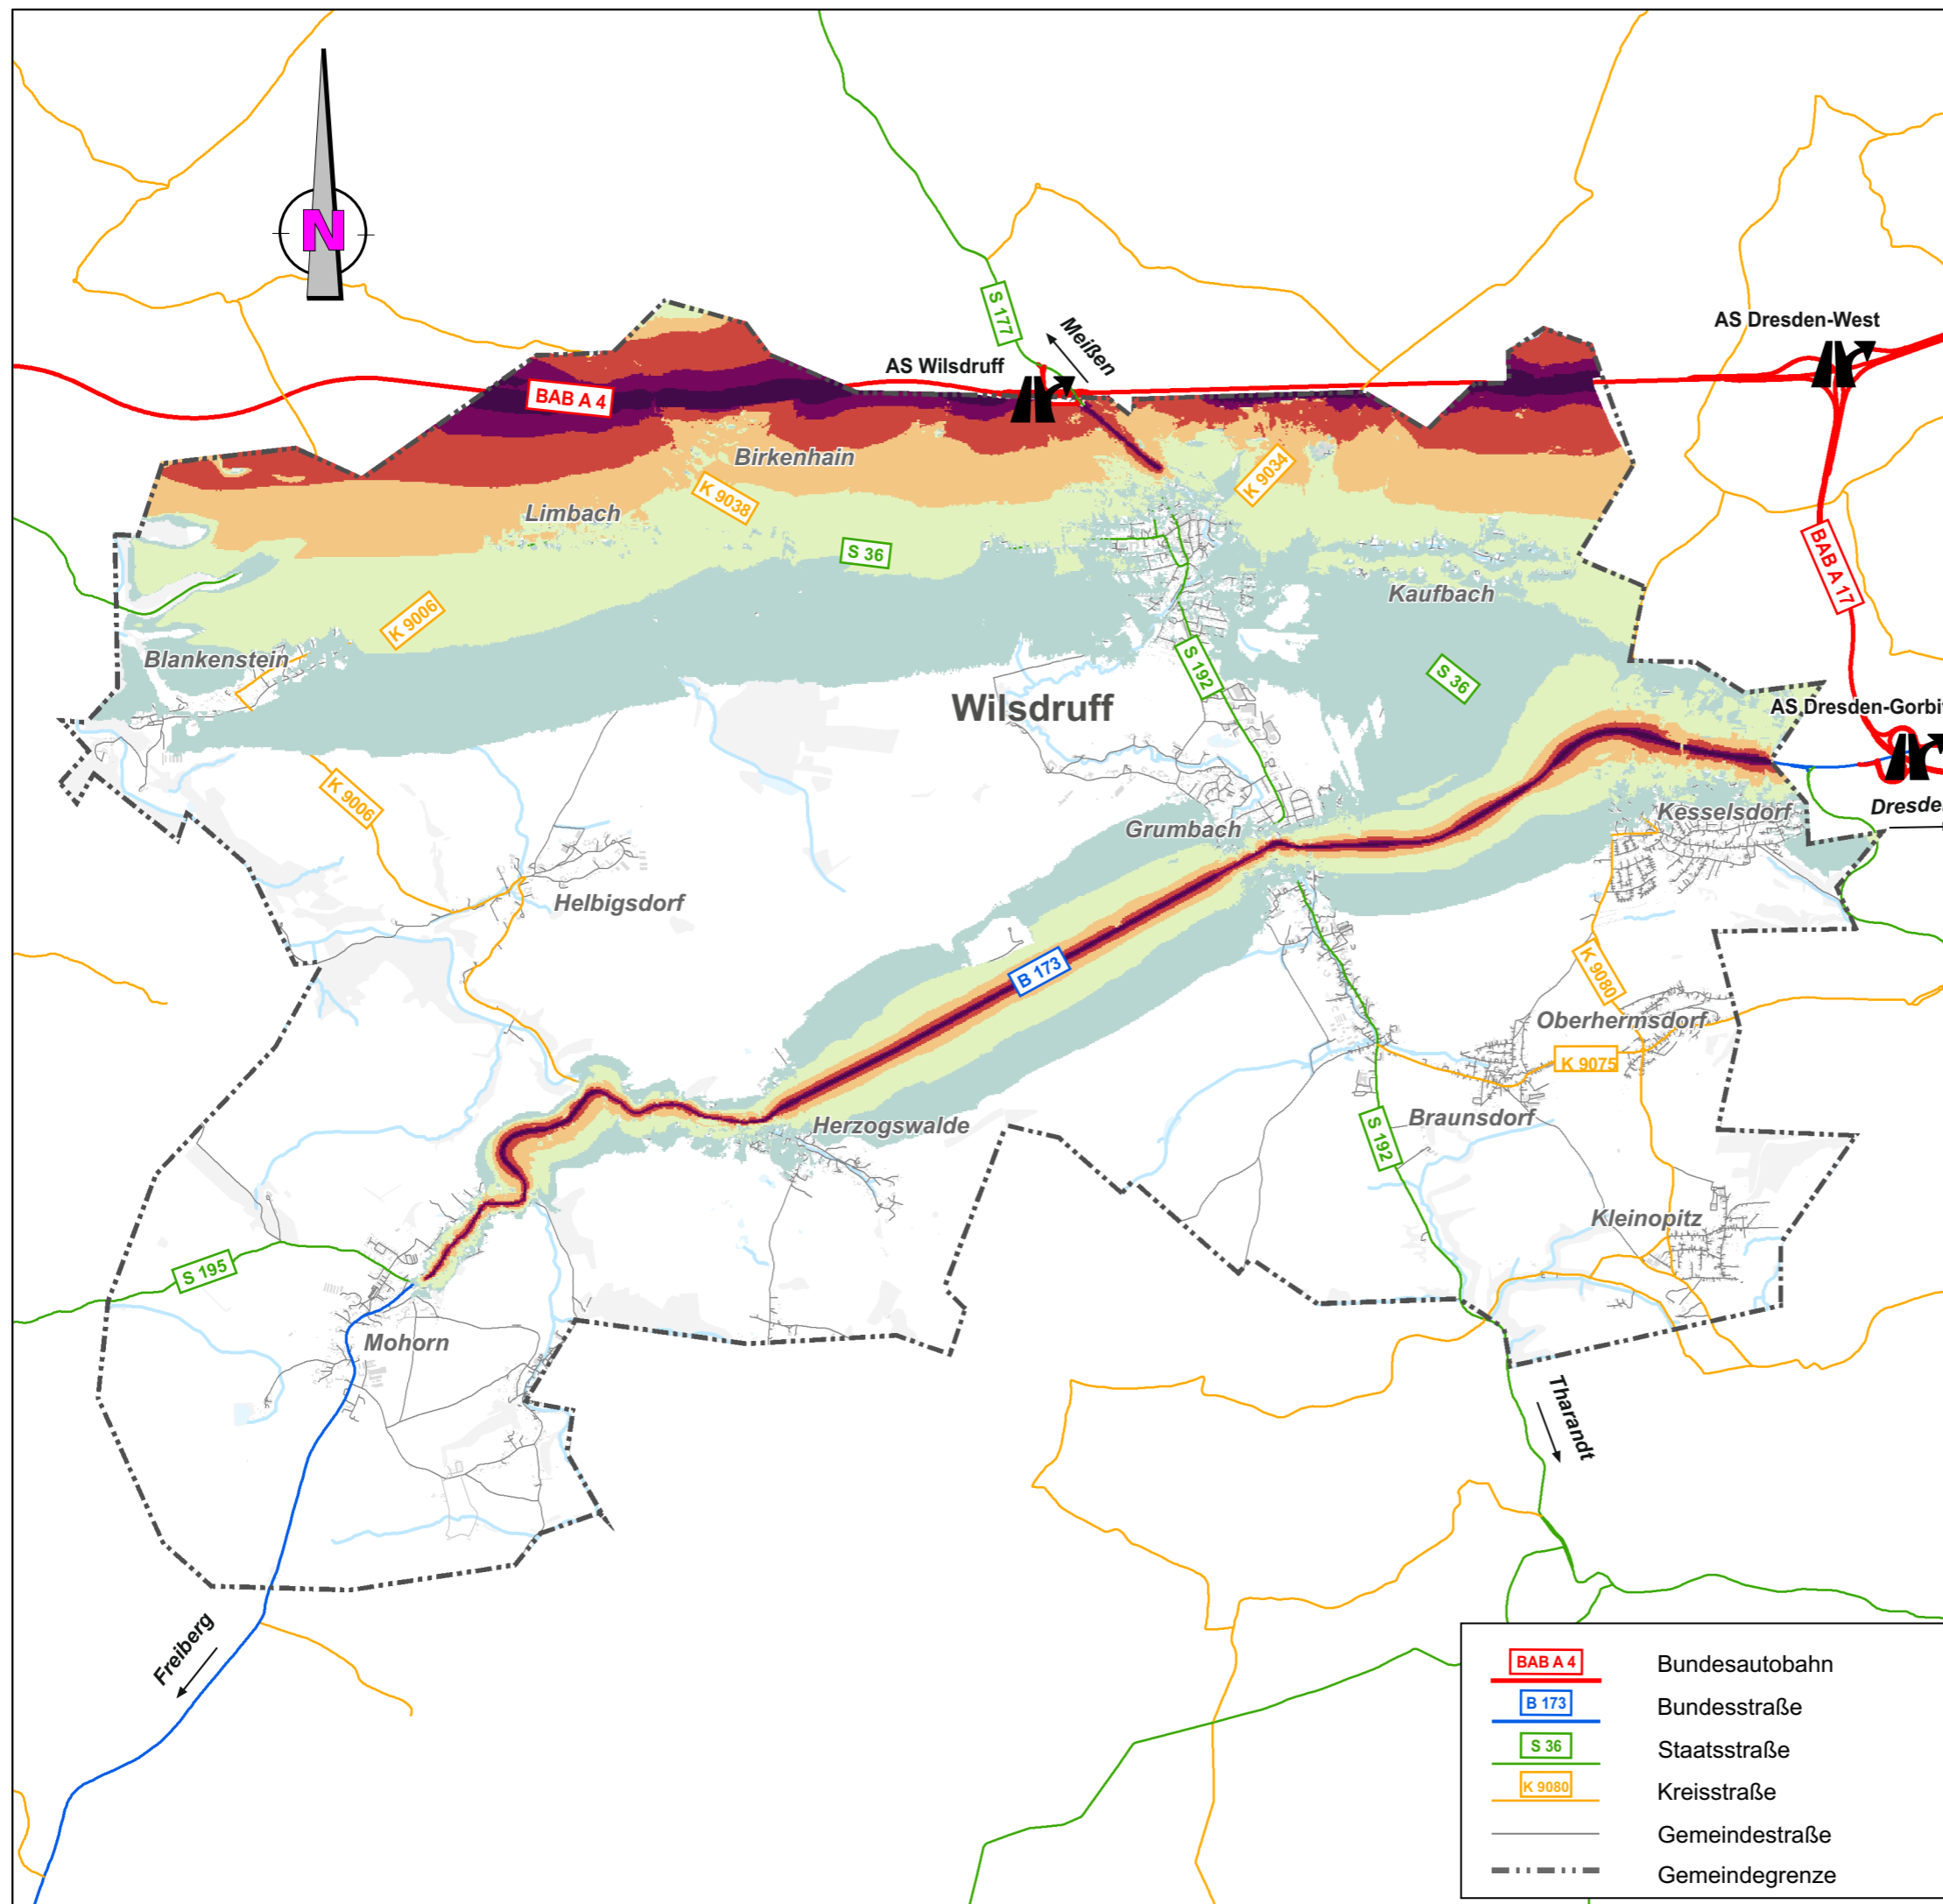 N
S 177
Meißen
AS Wilsdruff
AS Dresden-West
BAB A 4
Birkenhain
K 9038
K 9034
Limbach
S 36
BAB A 17
Kaufbach
K 9006
Blankenstein
S 192
S 36
Wilsdruff
AS Dresden-Gorbit
K 9006
Grumbach
Kesselsdorf
Dresden
Helbigsdorf
B 173
K 9080
Oberhermsdorf
K 9075
Herzogswalde
Braunsdorf
S 192
Kleinopitz
S 195
Mohorn
Tharandt
Freiberg
BAB A 4 Bundesautobahn
B 173 Bundesstraße
S 36 Staatsstraße
K 9080 Kreisstraße
Gemeindestraße
Gemeindegrenze